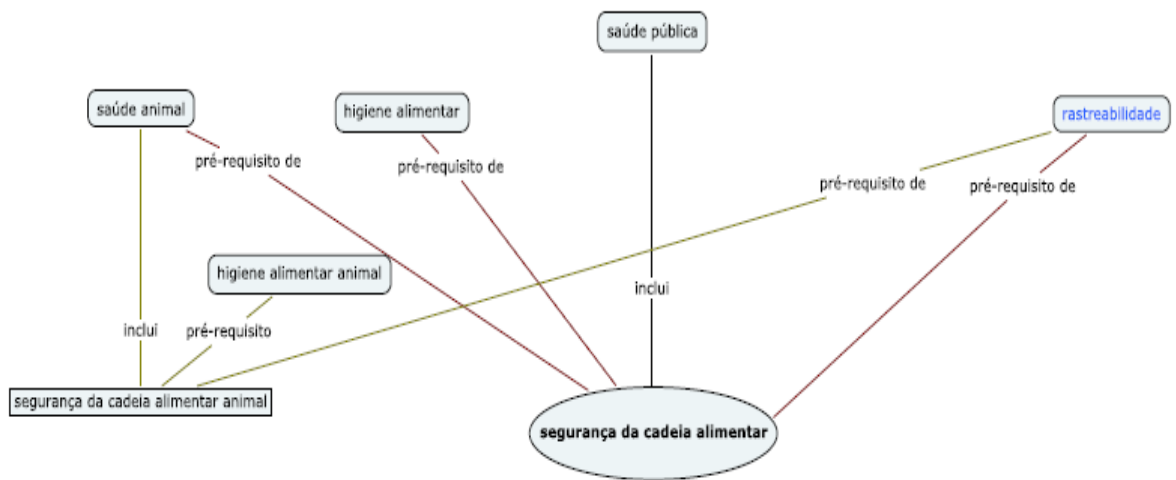 saúde pública
saúde animal
higiene alimentar
rastreabilidade
pré-requisito de
pré-requisito de
pré-requisito de
pré-requisito de
higiene alimentar animal
inclui
inclui
pré-requisito
segurança da cadeia alimentar animal
segurança da cadeia alimentar